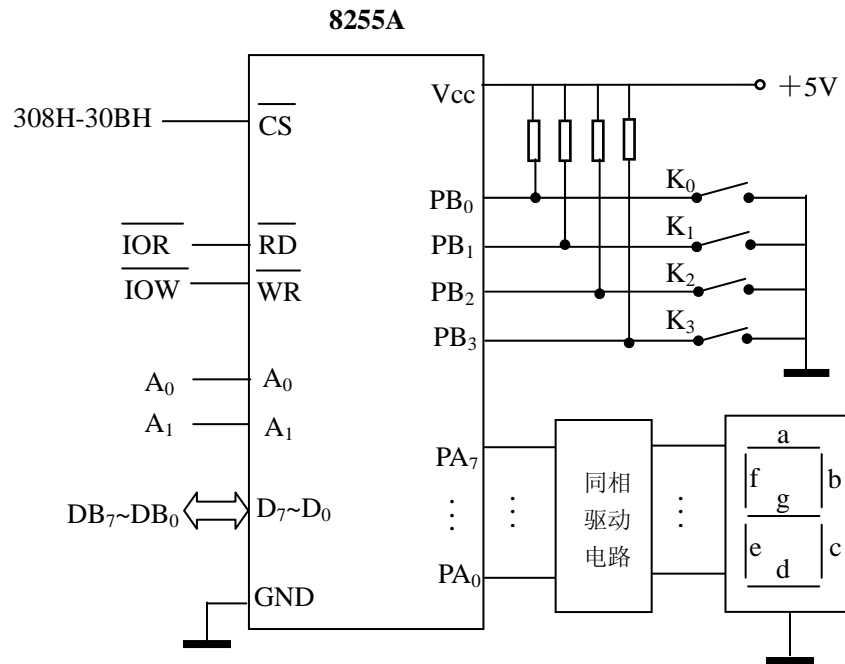 8255A
Vcc
+5V
308H-30BH
CS
K0
PB0
IOR
RD
K1
PB1
IOW
WR
K2
PB2
K3
PB3
A0
A0
A1
A1
PA7
a
f
b
g
同相
驱动
电路
DB7~DB0
D7~D0
e
c
d
PA0
GND